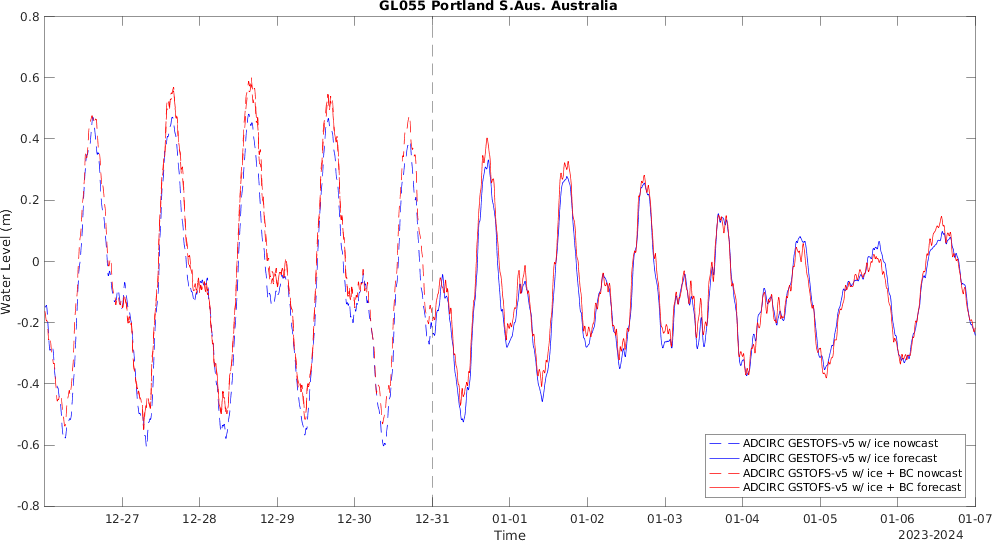 GL055 Portland S.Aus. Australia
0.8
0.6
0.4
0.2
0
-0.2
-0.4
-0.6
-0.8
Water Level (m)
12-27 12-28 12-29 12-30 12-31 01-01 01-02 01-03 01-04 01-05 01-06 01-07
Time
2023-2024
ADCIRC GESTOFS-v5 w/ ice nowcast
ADCIRC GESTOFS-v5 w/ ice forecast
ADCIRC GSTOFS-v5 w/ ice + BC nowcast
ADCIRC GSTOFS-v5 w/ ice + BC forecast